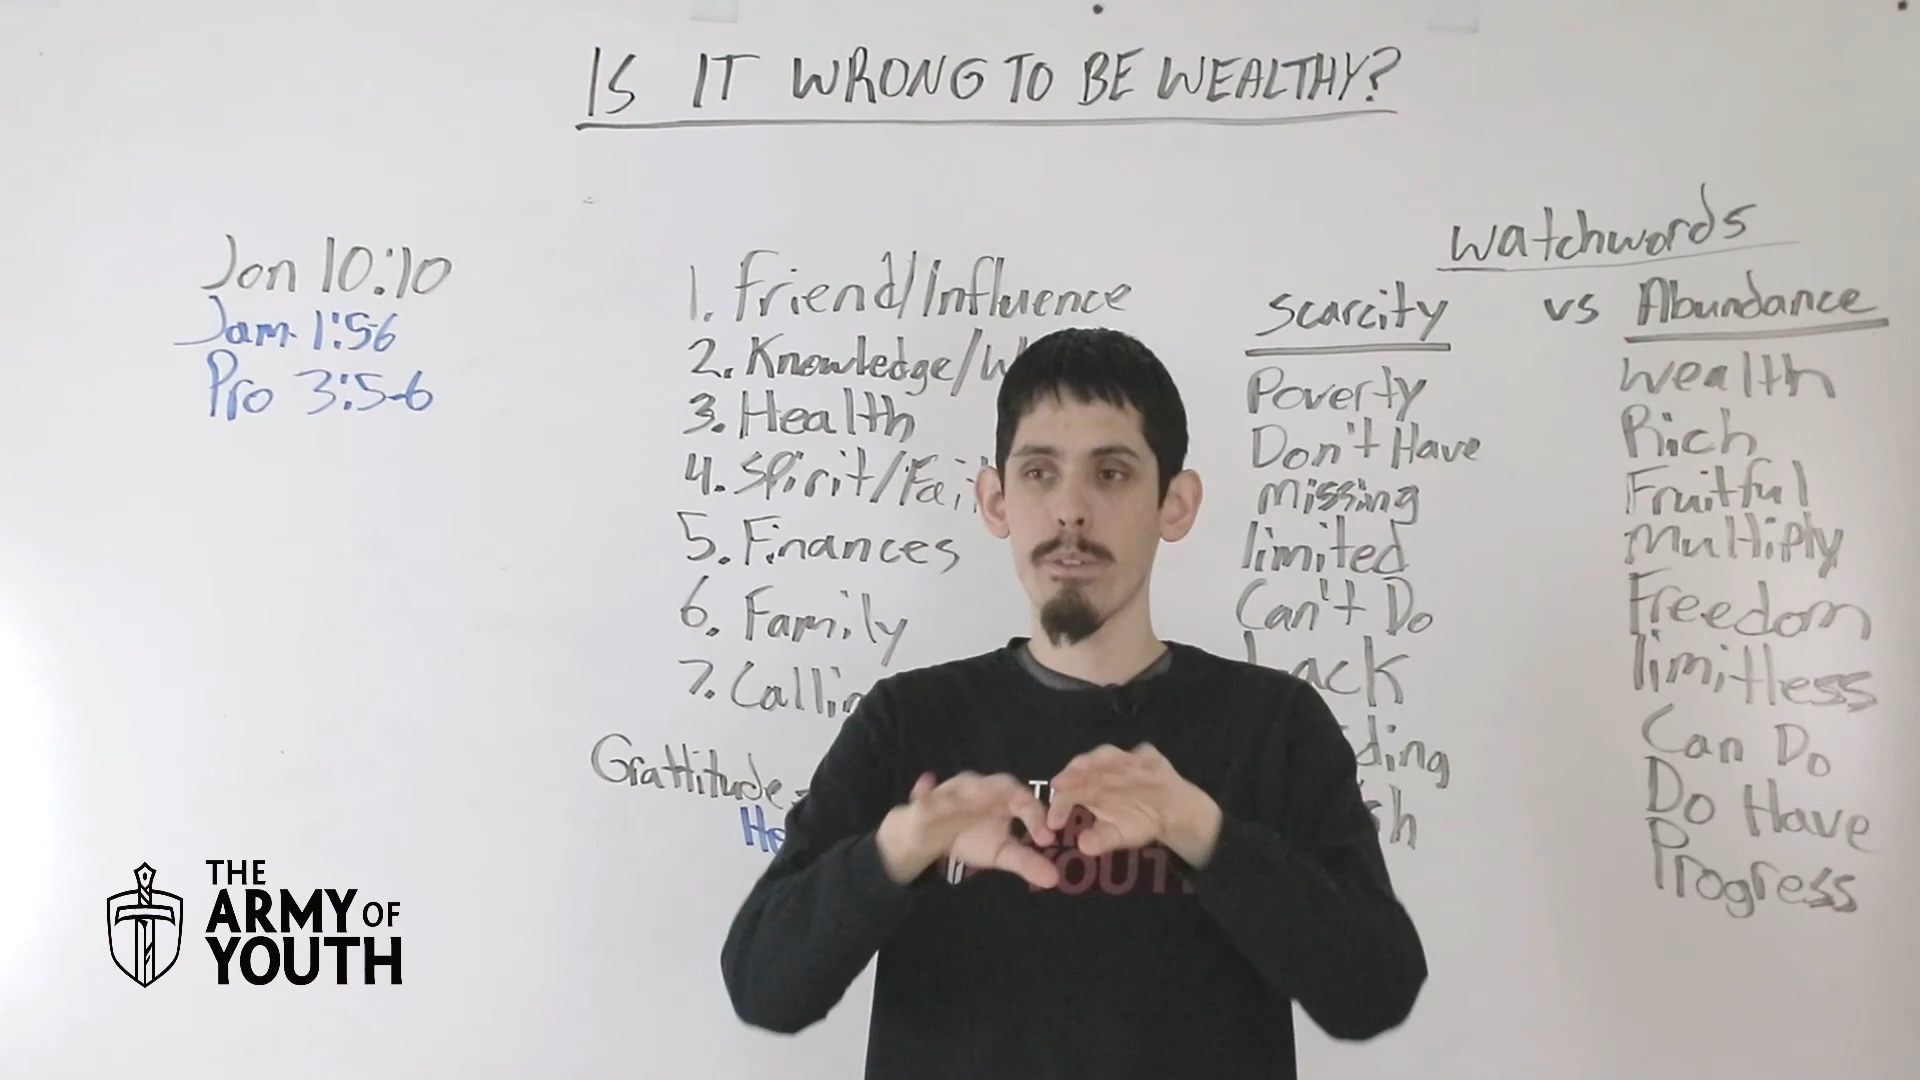 IS IT WRONG TO BE WEALTHY?
Jon 10:10
Jam 1:5-6
Pro 3:5-6
1. Friend/Influence
2. Knowledge/
3. Health
4. Spirit/
5. Finances
6. Family
7.
Grattitude
watchwords
Scarcity vs Abundance
Poverty
Don't Have
missing
limited
Can't Do
Lack
wealth
Rich
Fruitful
Multiply
Freedom
limitless
Can Do
Do Have
Progress
THE
ARMY OF
YOUTH
YOUT